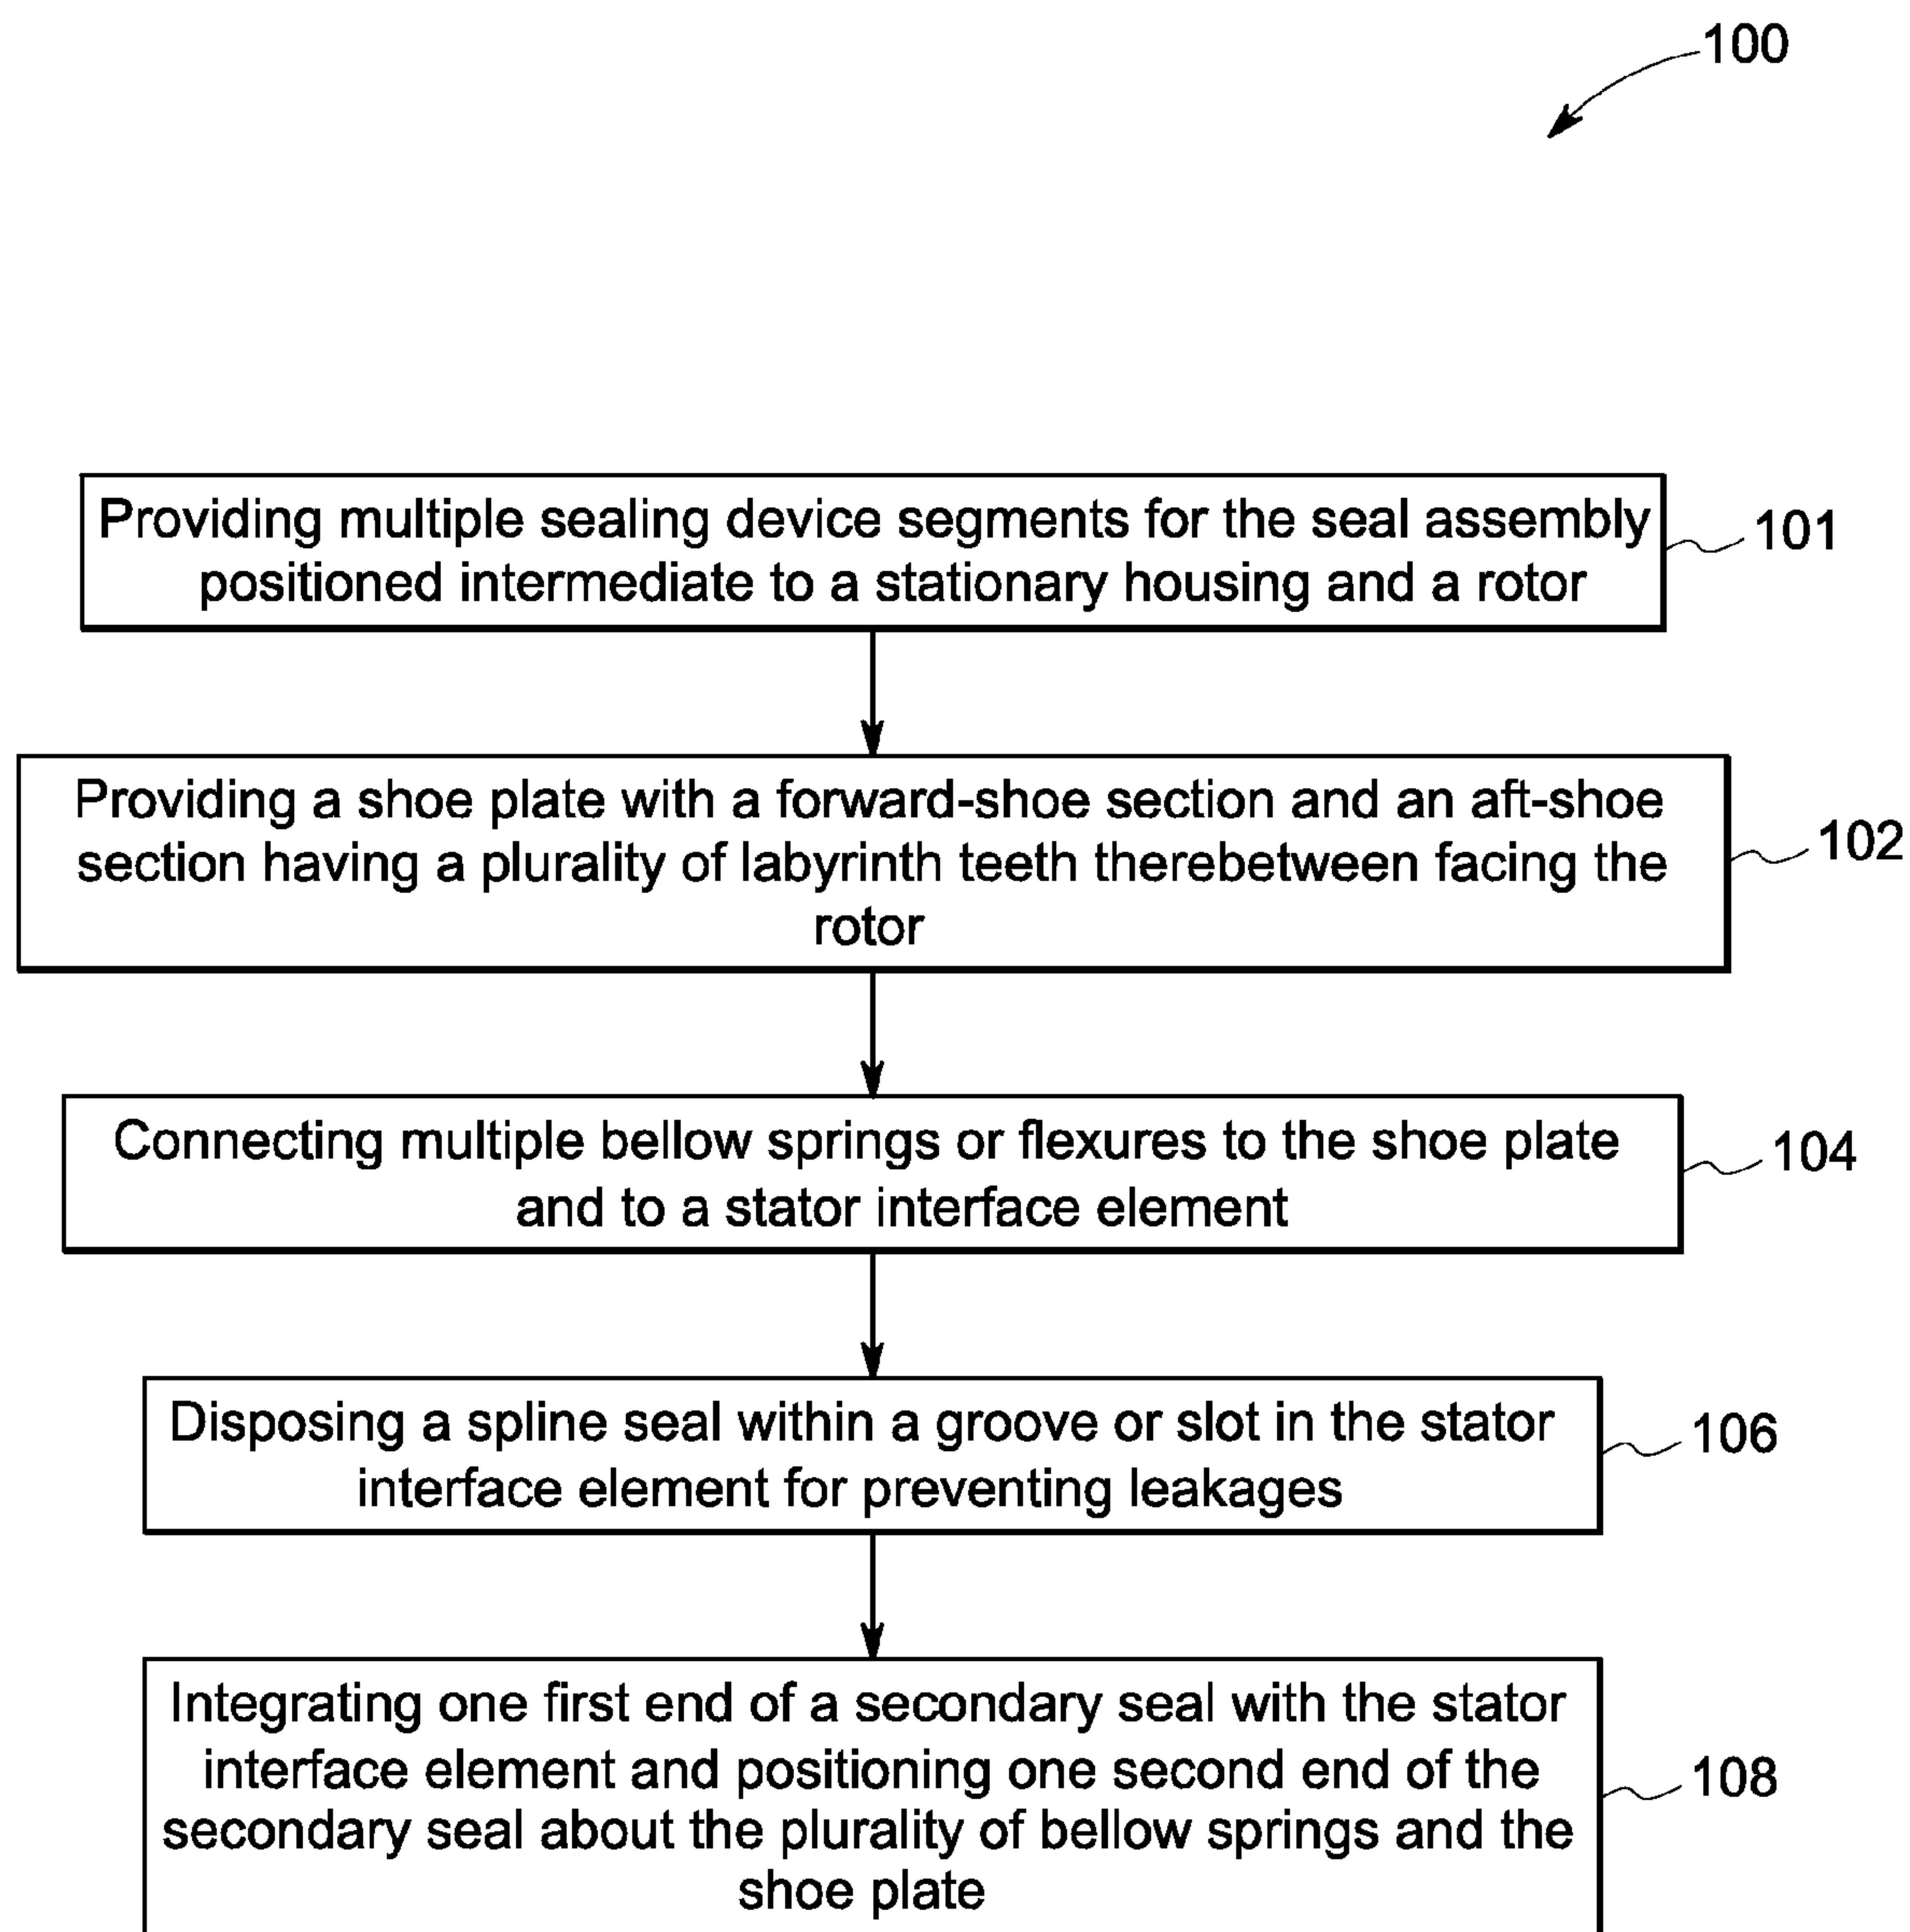 100
Providing multiple sealing device segments for the seal assembly
positioned intermediate to a stationary housing and a rotor
101
Providing a shoe plate with a forward-shoe section and an aft-shoe
section having a plurality of labyrinth teeth therebetween facing the
rotor
102
Connecting multiple bellow springs or flexures to the shoe plate
and to a stator interface element
104
Disposing a spline seal within a groove or slot in the stator
interface element for preventing leakages
106
Integrating one first end of a secondary seal with the stator
interface element and positioning one second end of the
secondary seal about the plurality of bellow springs and the
shoe plate
108